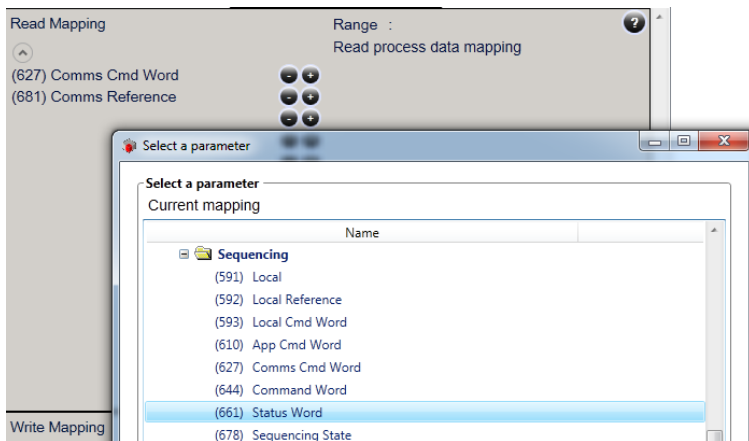 Read Mapping
Range :
Read process data mapping
(627) Comms Cmd Word
(681) Comms Reference
Select a parameter
Select a parameter
Current mapping
Name
Sequencing
(591) Local
(592) Local Reference
(593) Local Cmd Word
(610) App Cmd Word
(627) Comms Cmd Word
(644) Command Word
(661) Status Word
(678) Sequencing State
Write Mapping